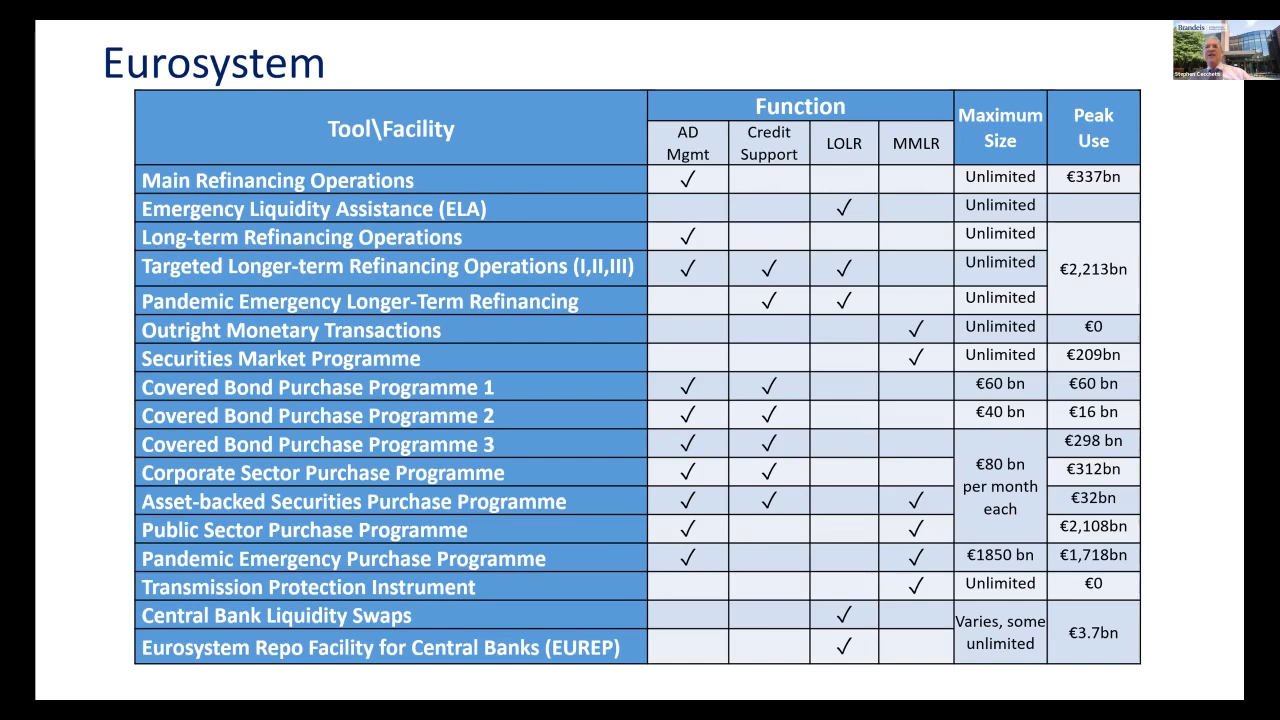 Eurosystem
Brandeis
Stephen Cecchetti
Tool\Facility
Function
Maximum
Size
Peak
Use
AD
Mgmt
Credit
Support
LOLR
MMLR
Main Refinancing Operations ✓ Unlimited €337bn
Emergency Liquidity Assistance (ELA) ✓ Unlimited
Long-term Refinancing Operations ✓ Unlimited
Targeted Longer-term Refinancing Operations (I,II,III) ✓ ✓ ✓ Unlimited €2,213bn
Pandemic Emergency Longer-Term Refinancing ✓ ✓ Unlimited
Outright Monetary Transactions ✓ Unlimited €0
Securities Market Programme ✓ Unlimited €209bn
Covered Bond Purchase Programme 1 ✓ ✓ €60 bn €60 bn
Covered Bond Purchase Programme 2 ✓ ✓ €40 bn €16 bn
Covered Bond Purchase Programme 3 ✓ ✓ €298 bn
Corporate Sector Purchase Programme ✓ ✓ €312bn
Asset-backed Securities Purchase Programme ✓ ✓ ✓ €32bn
Public Sector Purchase Programme ✓ ✓ €2,108bn
€80 bn
per month
each
Pandemic Emergency Purchase Programme ✓ ✓ €1850 bn €1,718bn
Transmission Protection Instrument ✓ Unlimited €0
Central Bank Liquidity Swaps ✓
Eurosystem Repo Facility for Central Banks (EUREP) ✓
Varies, some
unlimited
€3.7bn